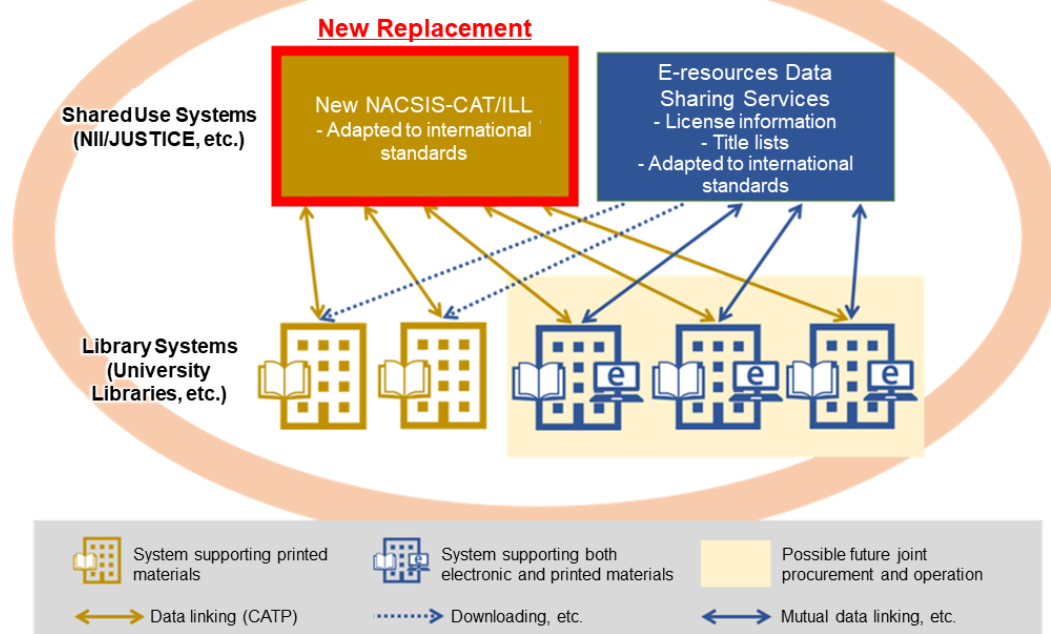 New Replacement
New NACSIS-CAT/ILL
- Adapted to international
standards
E-resources Data
Sharing Services
- License information
- Title lists
- Adapted to international
standards
Shared Use Systems
(NII/JUSTICE, etc.)
Library Systems
(University
Libraries, etc.)
e
e
e
System supporting printed
materials
e
System supporting both
electronic and printed materials
Possible future joint
procurement and operation
Data linking (CATP)
Downloading, etc.
Mutual data linking, etc.